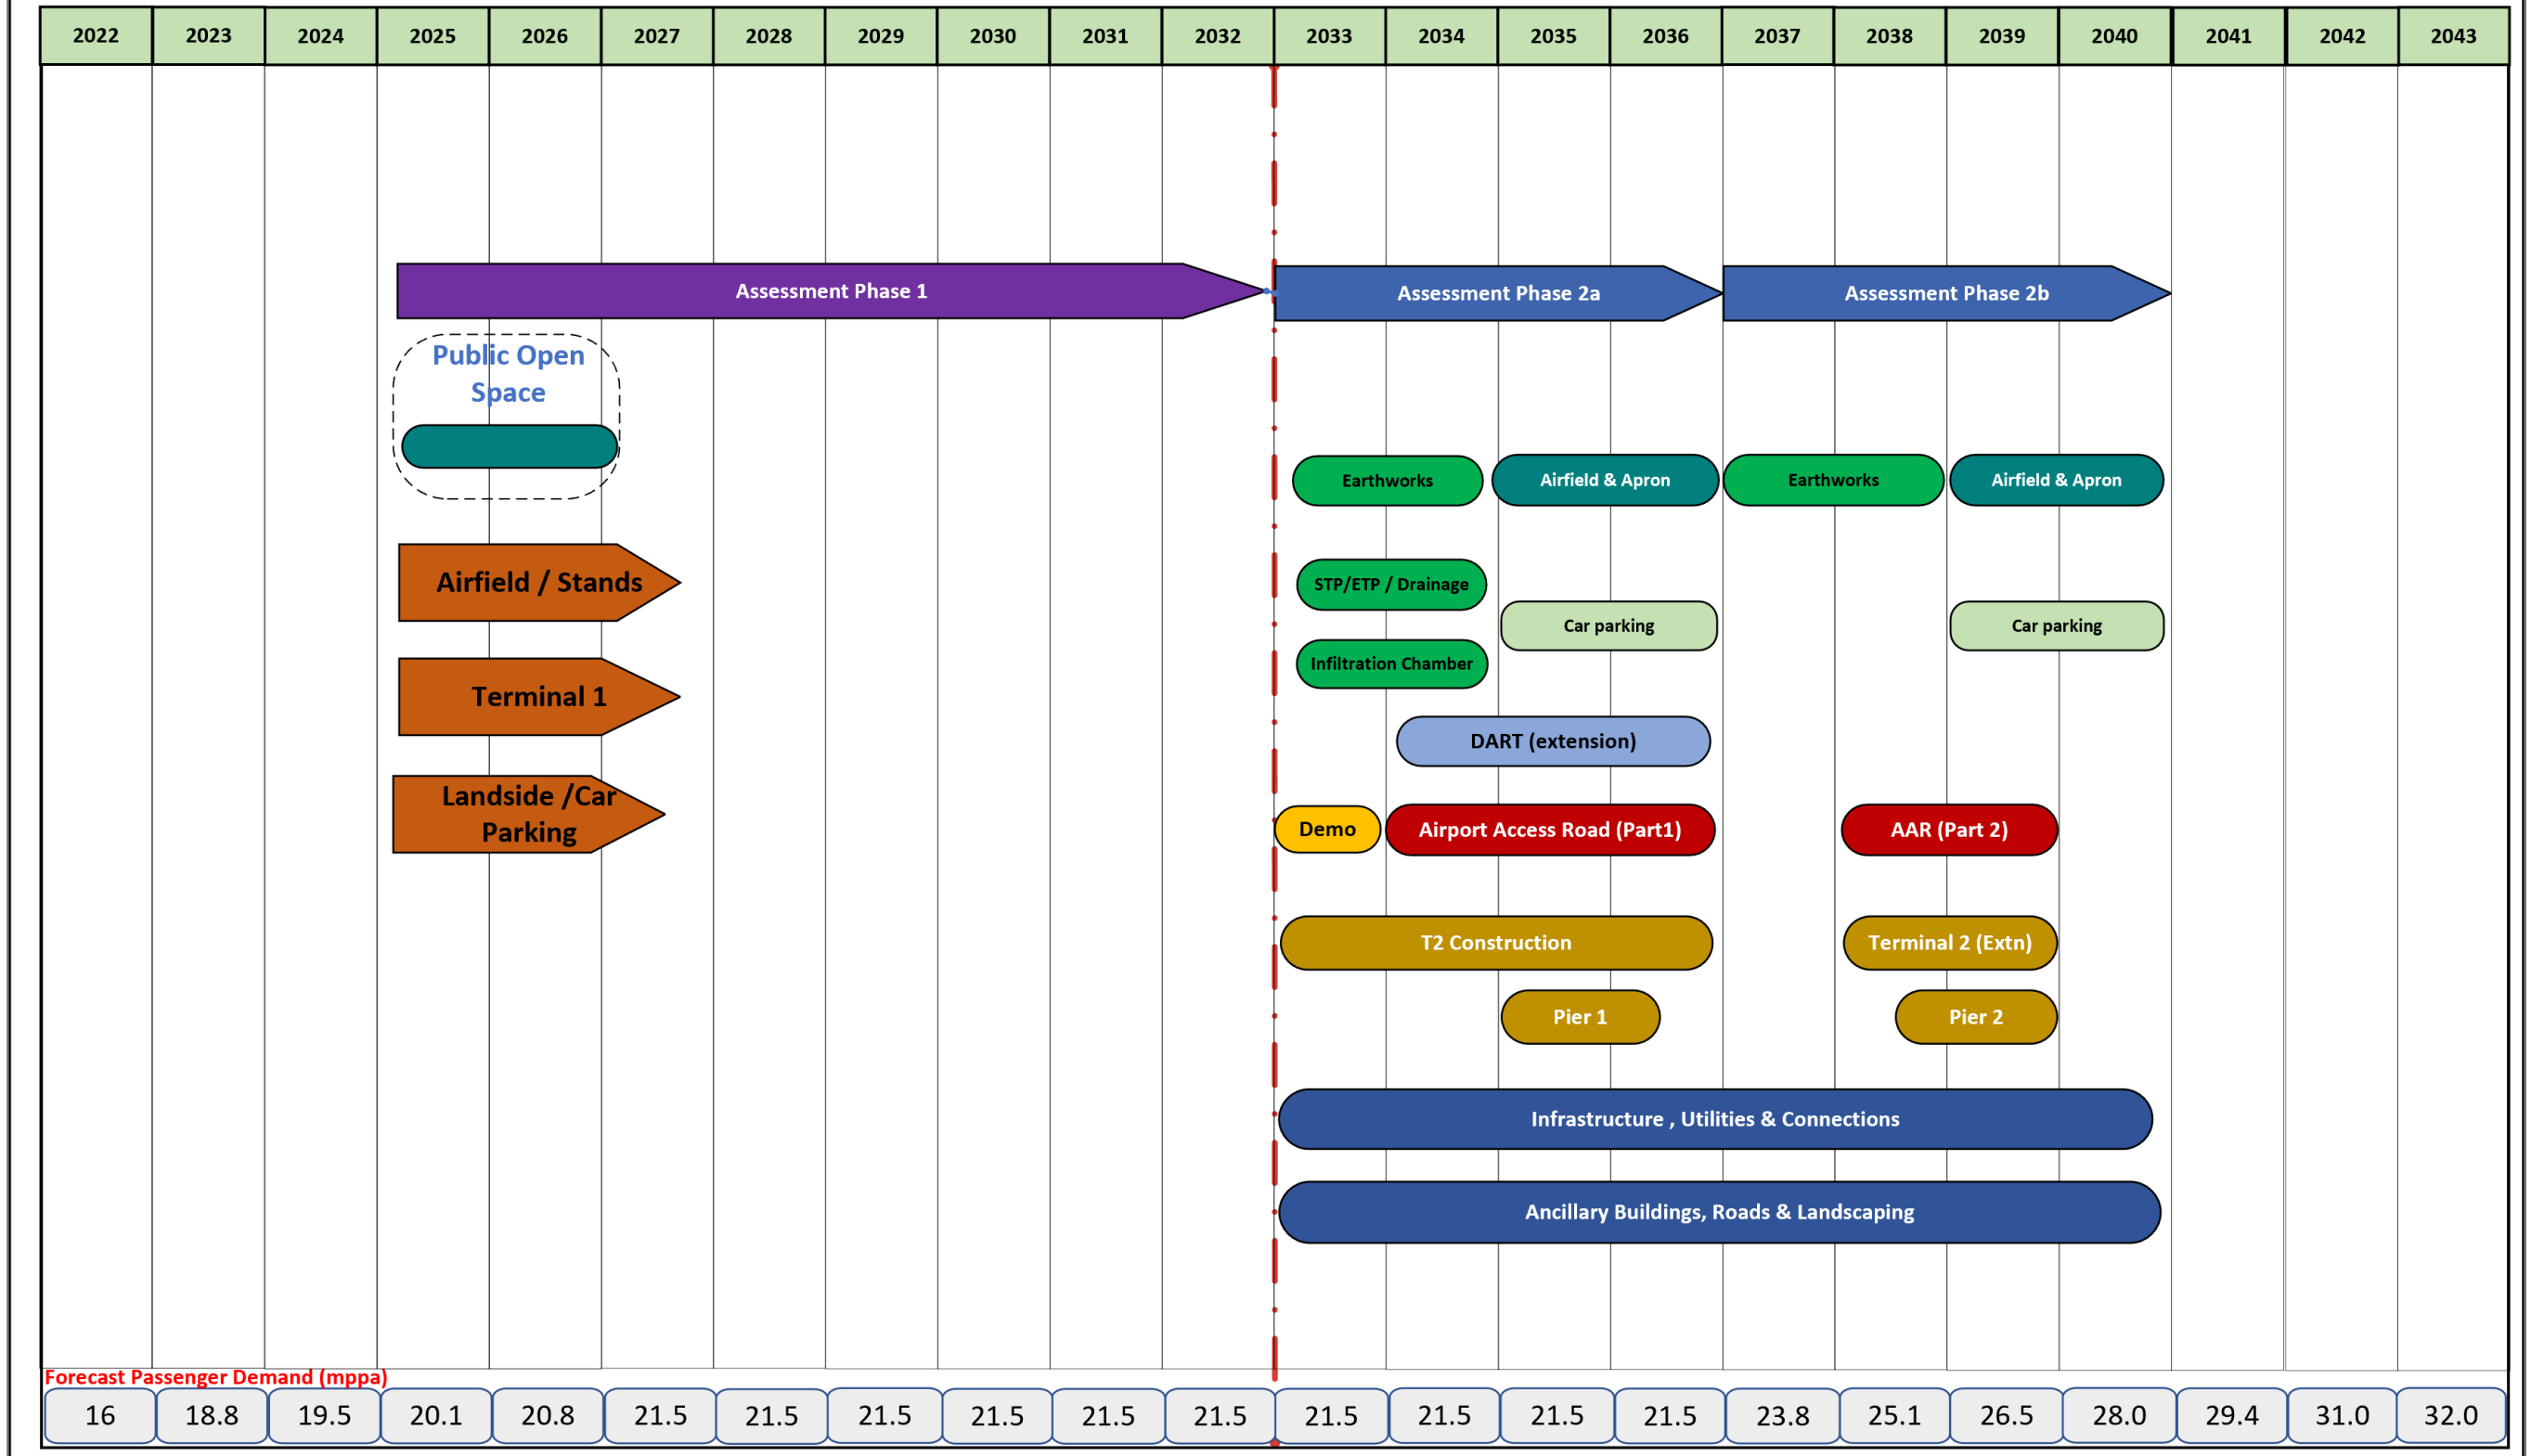 2022 2023 2024 2025 2026 2027 2028 2029 2030 2031 2032 2033 2034 2035 2036 2037 2038 2039 2040 2041 2042 2043
Assessment Phase 1 Assessment Phase 2a Assessment Phase 2b
Public Open
Space
Earthworks Airfield & Apron Earthworks Airfield & Apron
Airfield / Stands STP/ETP / Drainage
Car parking Car parking
Infiltration Chamber
Terminal 1
DART (extension)
Landside /Car
Parking
Demo Airport Access Road (Part1) AAR (Part 2)
T2 Construction Terminal 2 (Extn)
Pier 1 Pier 2
Infrastructure , Utilities & Connections
Ancillary Buildings, Roads & Landscaping
Forecast Passenger Demand (mppa)
16 18.8 19.5 20.1 20.8 21.5 21.5 21.5 21.5 21.5 21.5 21.5 21.5 21.5 21.5 23.8 25.1 26.5 28.0 29.4 31.0 32.0